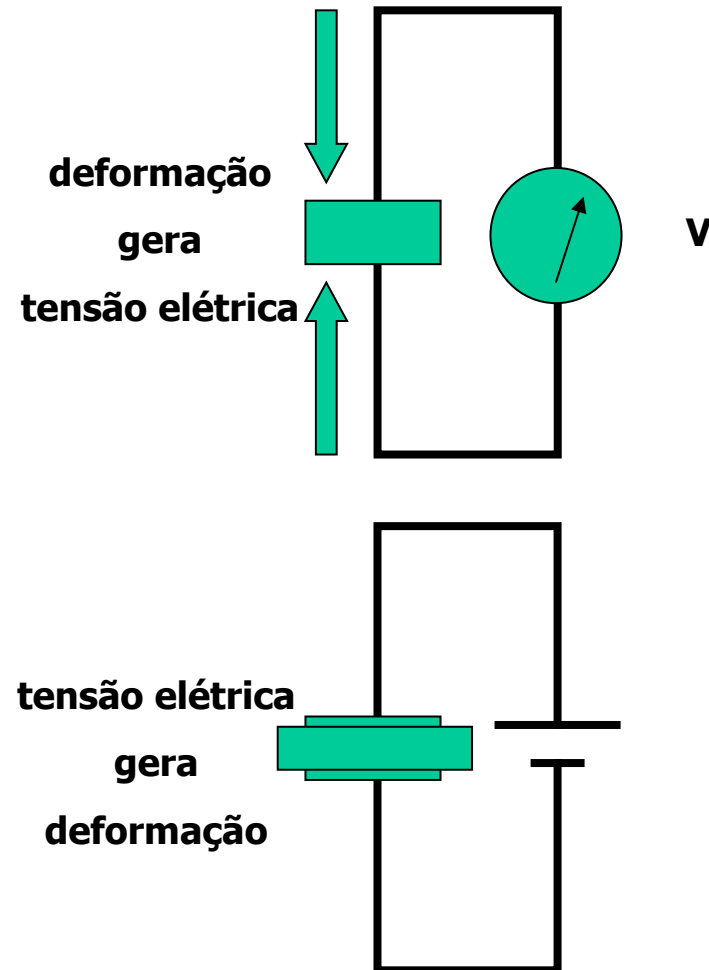 deformação
gera
tensão elétrica
V
tensão elétrica
gera
deformação